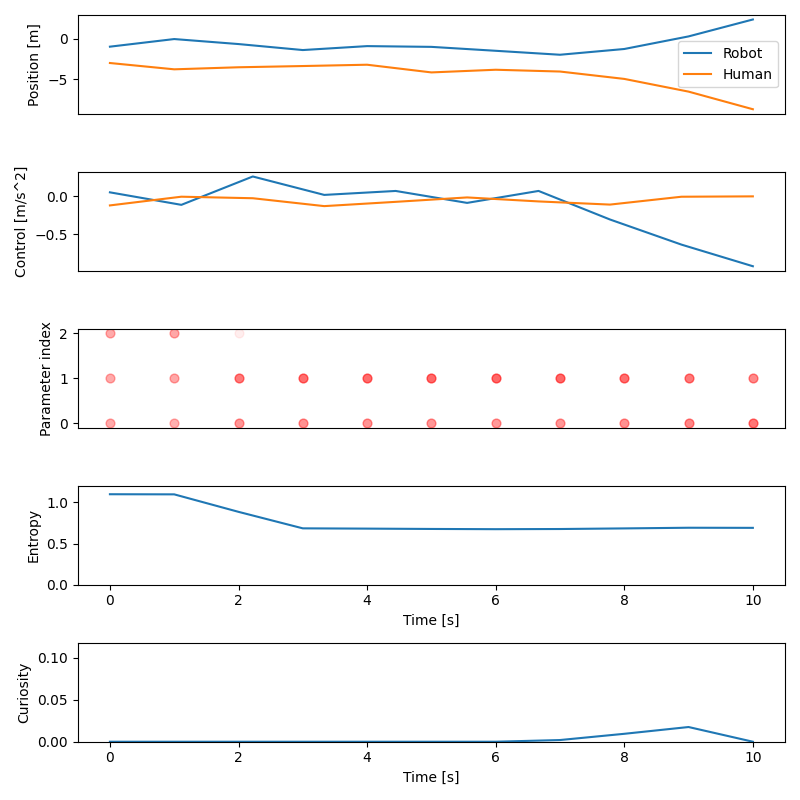 Position [m]
0
−5
Robot
Human
Control [m/s^2]
0.0
−0.5
Parameter index
2
1
0
Entropy
1.0
0.5
0.0
0 2 4 6 8 10
Time [s]
Curiosity
0.10
0.05
0.00
0 2 4 6 8 10
Time [s]